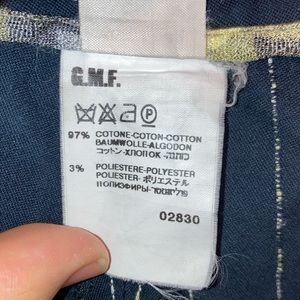 G.M.F.
P
97% COTONE-COTON-COTTON
BAUMWOLLE-ALGODON
コットン-ХЛОПОК-כותנה
3% POLIESTERE-POLYESTER
POLIESTER-ポリエステル
ПОЛИЭФИРЫ-פוליאסטר
02830